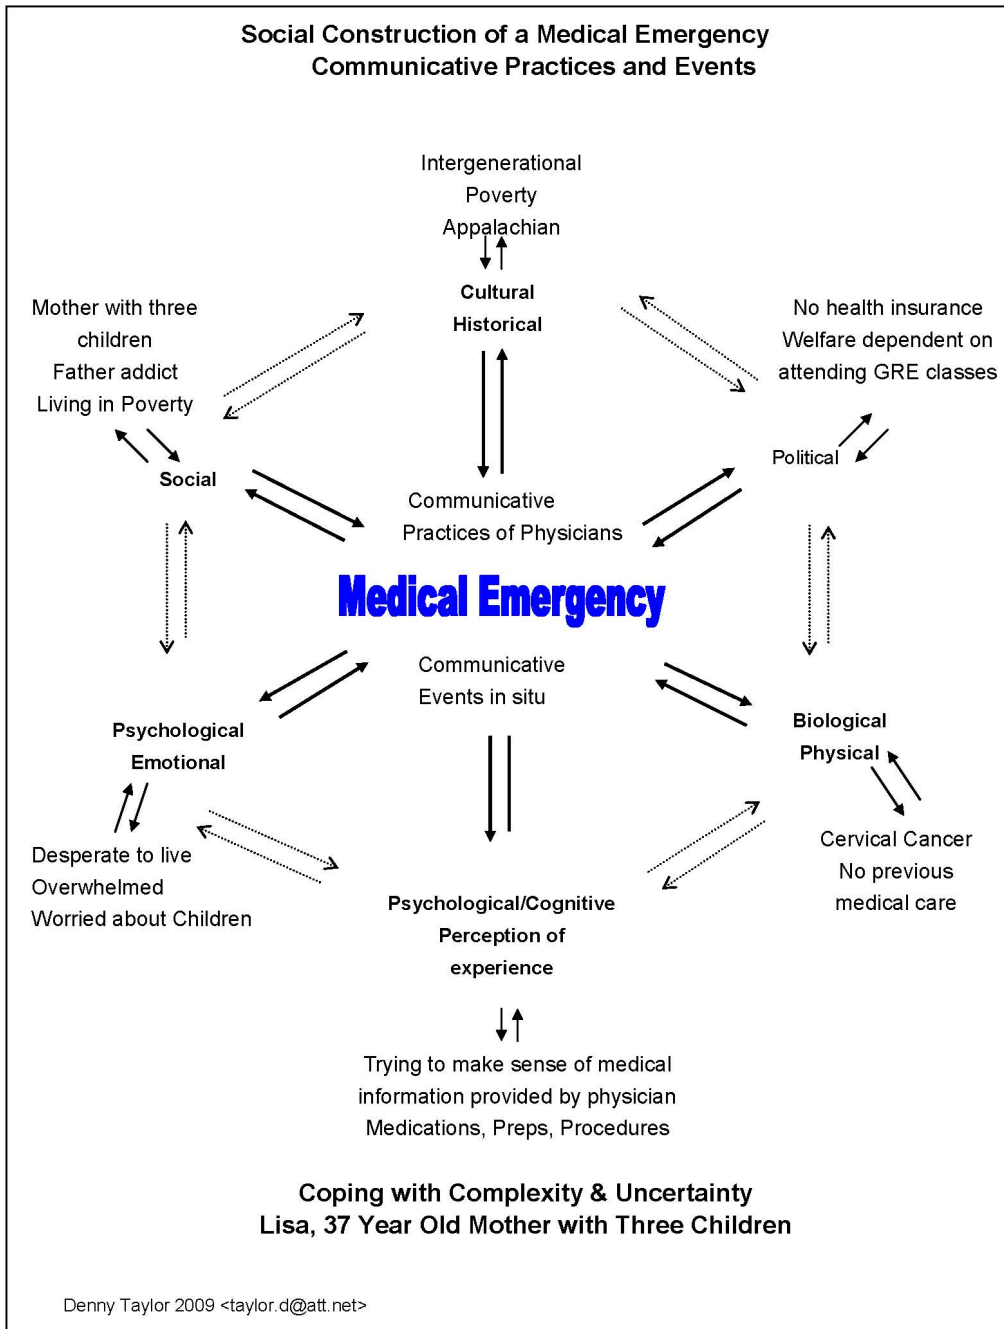 Social Construction of a Medical Emergency
Communicative Practices and Events
Intergenerational
Poverty
Appalachian
Cultural
Historical
Mother with three
children
Father addict
Living in Poverty
No health insurance
Welfare dependent on
attending GRE classes
Social
Political
Communicative
Practices of Physicians
Medical Emergency
Communicative
Events in situ
Psychological
Emotional
Biological
Physical
Desperate to live
Overwhelmed
Worried about Children
Cervical Cancer
No previous
medical care
Psychological/Cognitive
Perception of
experience
Trying to make sense of medical
information provided by physician
Medications, Preps, Procedures
Coping with Complexity & Uncertainty
Lisa, 37 Year Old Mother with Three Children
Denny Taylor 2009 <taylor.d@att.net>